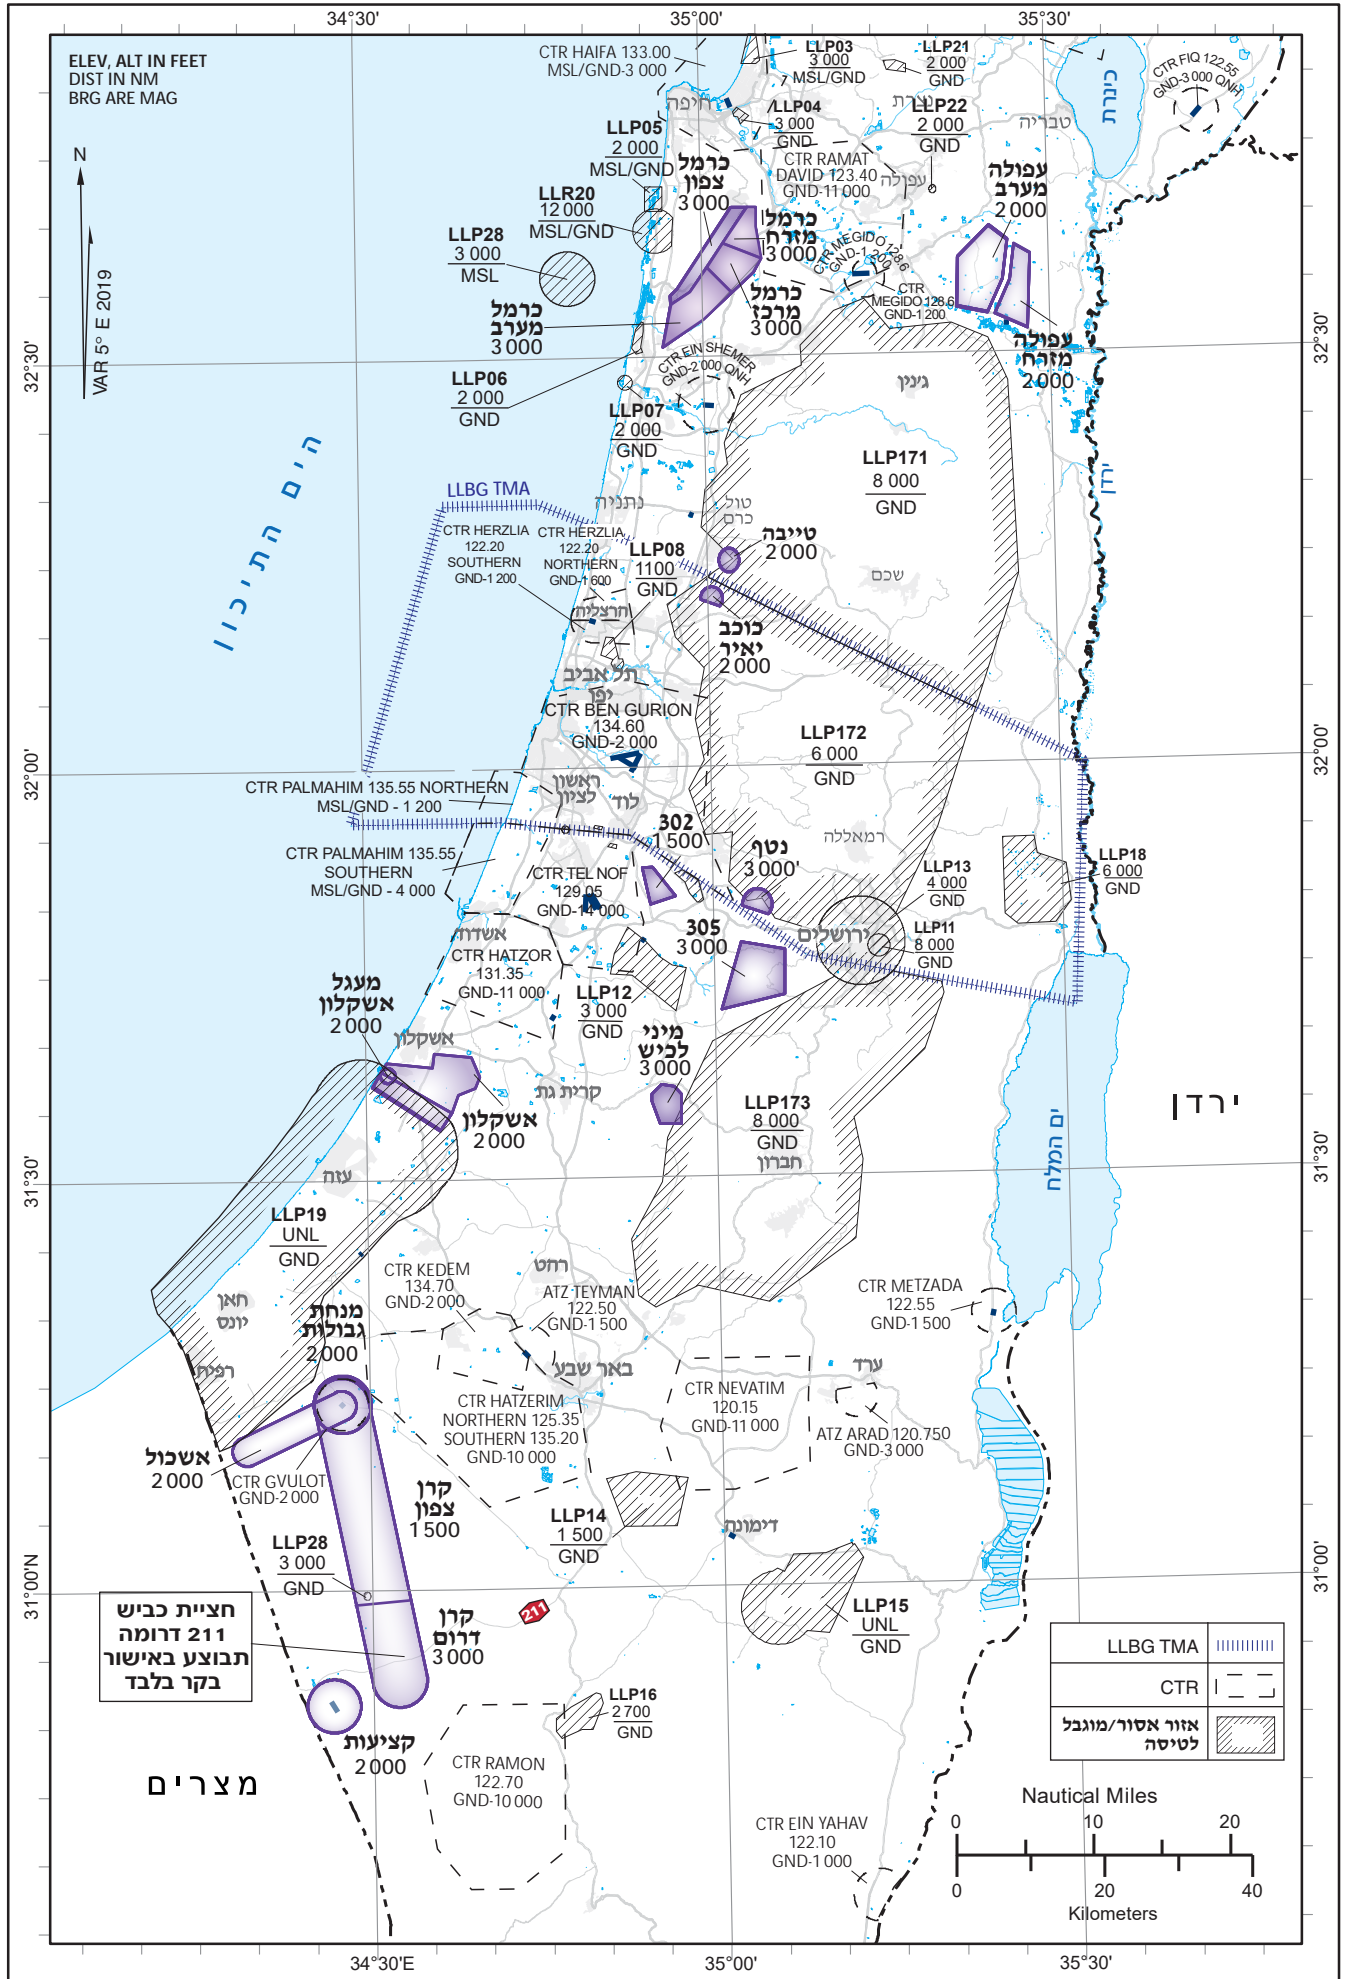 34°30'
35°00'
35°30'
ELEV, ALT IN FEET
DIST IN NM
BRG ARE MAG
N
VAR 5° E 2019
CTR HAIFA 133.00
MSL/GND-3 000
LLP03
3 000
MSL/GND
LLP21
2 000
GND
CTR FIQ 122.55
GND-3 000 QNH
כינרת
חיפה
נצרת
טבריה
LLP04
3 000
GND
LLP22
2 000
GND
LLP05
2 000
MSL/GND
כרמל
צפון
3 000
CTR RAMAT
DAVID 123.40
GND-11 000
עפולה
עפולה
מערב
2 000
LLR20
12 000
MSL/GND
כרמל
מזרח
3 000
LLP28
3 000
MSL
CTR MEGIDO 128.6
GND-1 200
CTR
MEGIDO 128.6
GND-1 200
כרמל
מרכז
3 000
כרמל
מערב
3 000
עפולה
מזרח
2 000
32°30'
32°30'
CTR EIN SHEMER
GND-2 000 QNH
LLP06
2 000
GND
LLP07
2 000
GND
ג'נין
הים התיכון
LLP171
8 000
GND
ירדן
LLBG TMA
נתניה
טול
כרם
CTR HERZLIA
122.20
SOUTHERN
GND-1 200
CTR HERZLIA
122.20
NORTHERN
GND-1 600
LLP08
1100
GND
טייבה
2 000
שכם
הרצליה
כוכב
יאיר
2 000
תל אביב
יפו
CTR BEN GURION
134.60
GND-2 000
LLP172
6 000
GND
32°00'
32°00'
CTR PALMAHIM 135.55 NORTHERN
MSL/GND - 1 200
ראשון
לציון
לוד
302
1 500
נטף
3 000'
רמאללה
CTR PALMAHIM 135.55
SOUTHERN
MSL/GND - 4 000
CTR TEL NOF
129.05
GND-14 000
LLP13
4 000
GND
LLP18
6 000
GND
305
3 000
ירושלים
LLP11
8 000
GND
אשדוד
CTR HATZOR
131.35
GND-11 000
LLP12
3 000
GND
מעגל
אשקלון
2 000
אשקלון
מיני
לכיש
3 000
קרית גת
אשקלון
2 000
LLP173
8 000
GND
חברון
ים המלח
ירדן
31°30'
31°30'
עזה
LLP19
UNL
GND
רהט
CTR KEDEM
134.70
GND-2 000
ATZ TEYMAN
122.50
GND-1 500
CTR METZADA
122.55
GND-1 500
חאן
יונס
מנחת
גבולות
2 000
רפיח
באר שבע
ערד
CTR HATZERIM
NORTHERN 125.35
SOUTHERN 135.20
GND-10 000
CTR NEVATIM
120.15
GND-11 000
ATZ ARAD 120.750
GND-3 000
אשכול
2 000
CTR GVULOT
GND-2 000
קרן
צפון
1 500
LLP14
1 500
GND
דימונה
LLP28
3 000
GND
31°00'N
31°00'
חציית כביש
211 דרומה
תבוצע באישור
בקר בלבד
קרן
דרום
3 000
211
LLP15
UNL
GND
LLP16
2 700
GND
קציעות
2 000
CTR RAMON
122.70
GND-10 000
מצרים
CTR EIN YAHAV
122.10
GND-1 000
LLBG TMA
CTR
אזור אסור/מוגבל
לטיסה
Nautical Miles
0 10 20
0 20 40
Kilometers
34°30'E
35°00'
35°30'